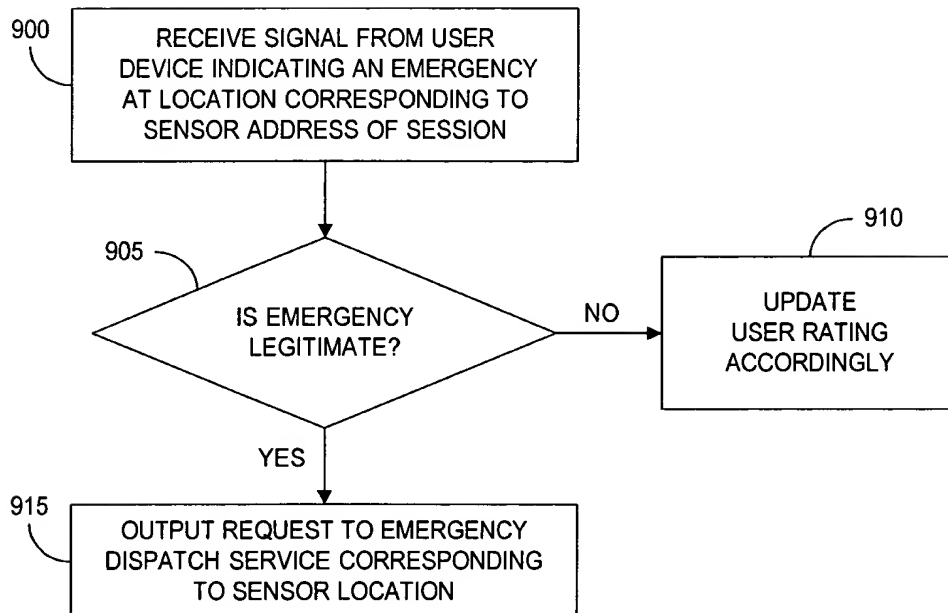 900
RECEIVE SIGNAL FROM USER
DEVICE INDICATING AN EMERGENCY
AT LOCATION CORRESPONDING TO
SENSOR ADDRESS OF SESSION
905
IS EMERGENCY
LEGITIMATE?
NO
910
UPDATE
USER RATING
ACCORDINGLY
YES
915
OUTPUT REQUEST TO EMERGENCY
DISPATCH SERVICE CORRESPONDING
TO SENSOR LOCATION